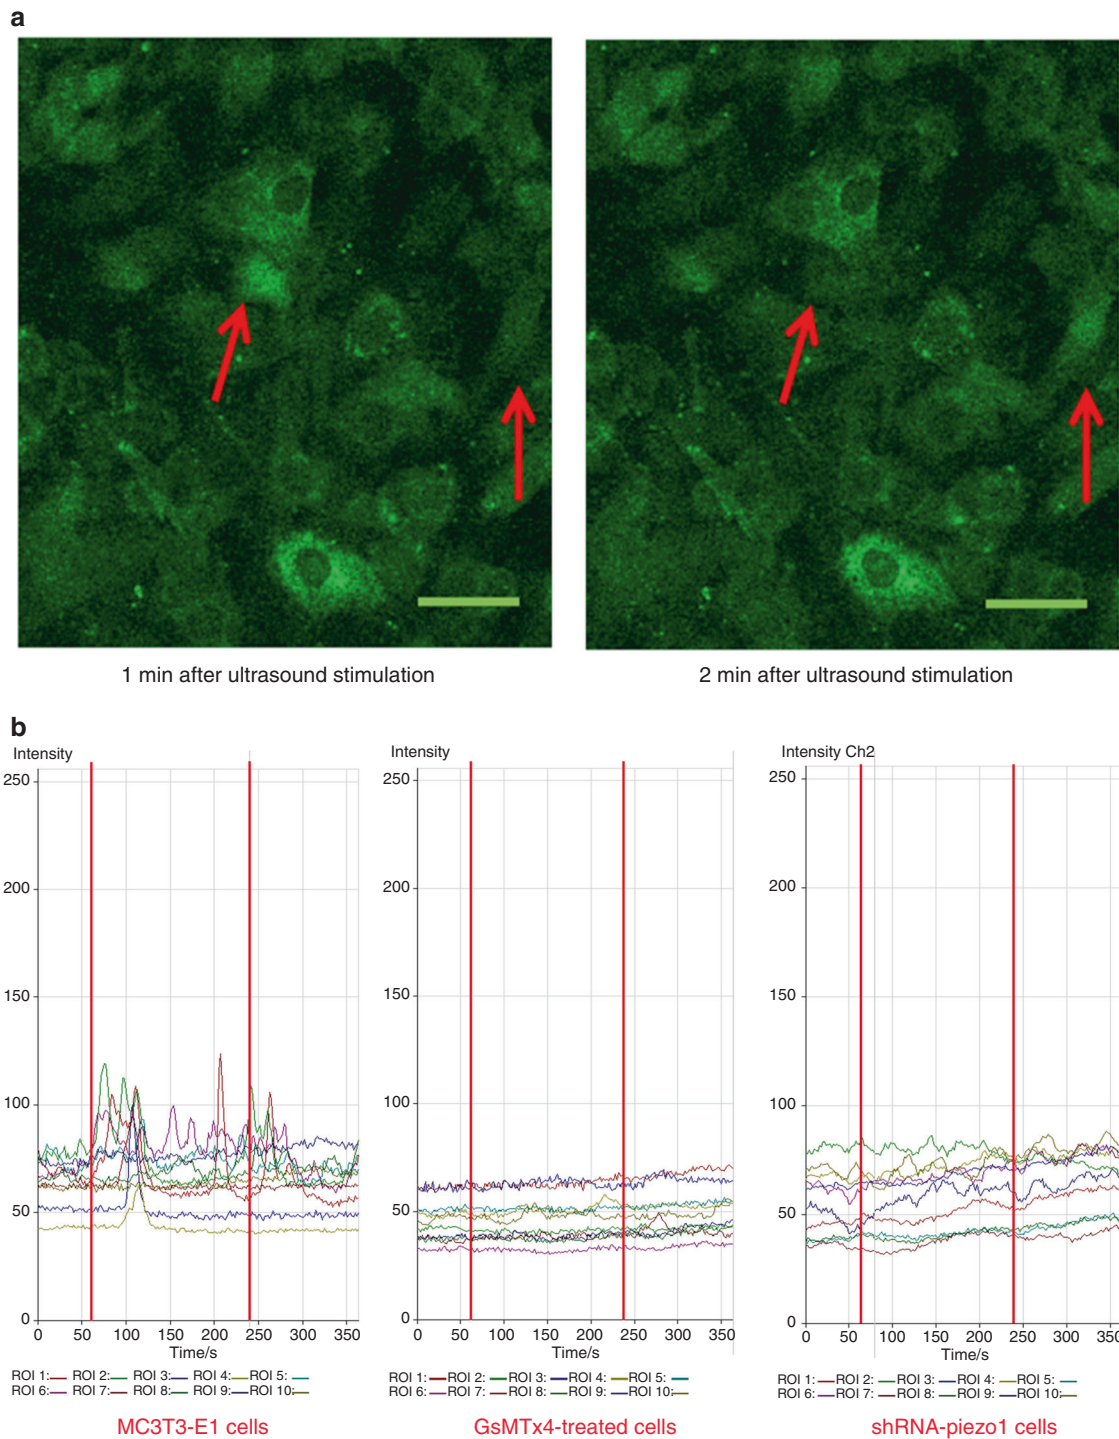 a
1 min after ultrasound stimulation
2 min after ultrasound stimulation
b
Intensity
250
200
150
100
50
0
0 50 100 150 200 250 300 350
Time/s
ROI 1: ROI 2: ROI 3: ROI 4: ROI 5:
ROI 6: ROI 7: ROI 8: ROI 9: ROI 10:
MC3T3-E1 cells
Intensity
250
200
150
100
50
0
0 50 100 150 200 250 300 350
Time/s
ROI 1: ROI 2: ROI 3: ROI 4: ROI 5:
ROI 6: ROI 7: ROI 8: ROI 9: ROI 10:
GsMTx4-treated cells
Intensity Ch2
250
200
150
100
50
0
0 50 100 150 200 250 300 350
Time/s
ROI 1: ROI 2: ROI 3: ROI 4: ROI 5:
ROI 6: ROI 7: ROI 8: ROI 9: ROI 10:
shRNA-piezo1 cells